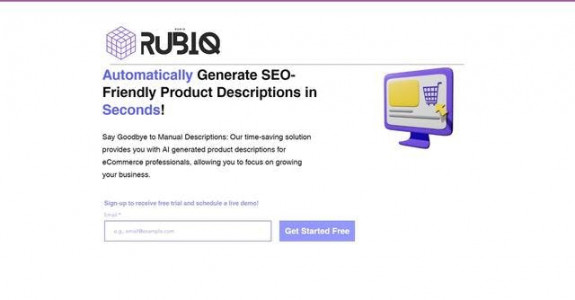 RUBIQ
Automatically Generate SEO-
Friendly Product Descriptions in
Seconds!
Say Goodbye to Manual Descriptions: Our time-saving solution
provides you with AI generated product descriptions for
eCommerce professionals, allowing you to focus on growing
your business.
Sign-up to receive free trial and schedule a live demo!
Email *
e.g., email@example.com
Get Started Free